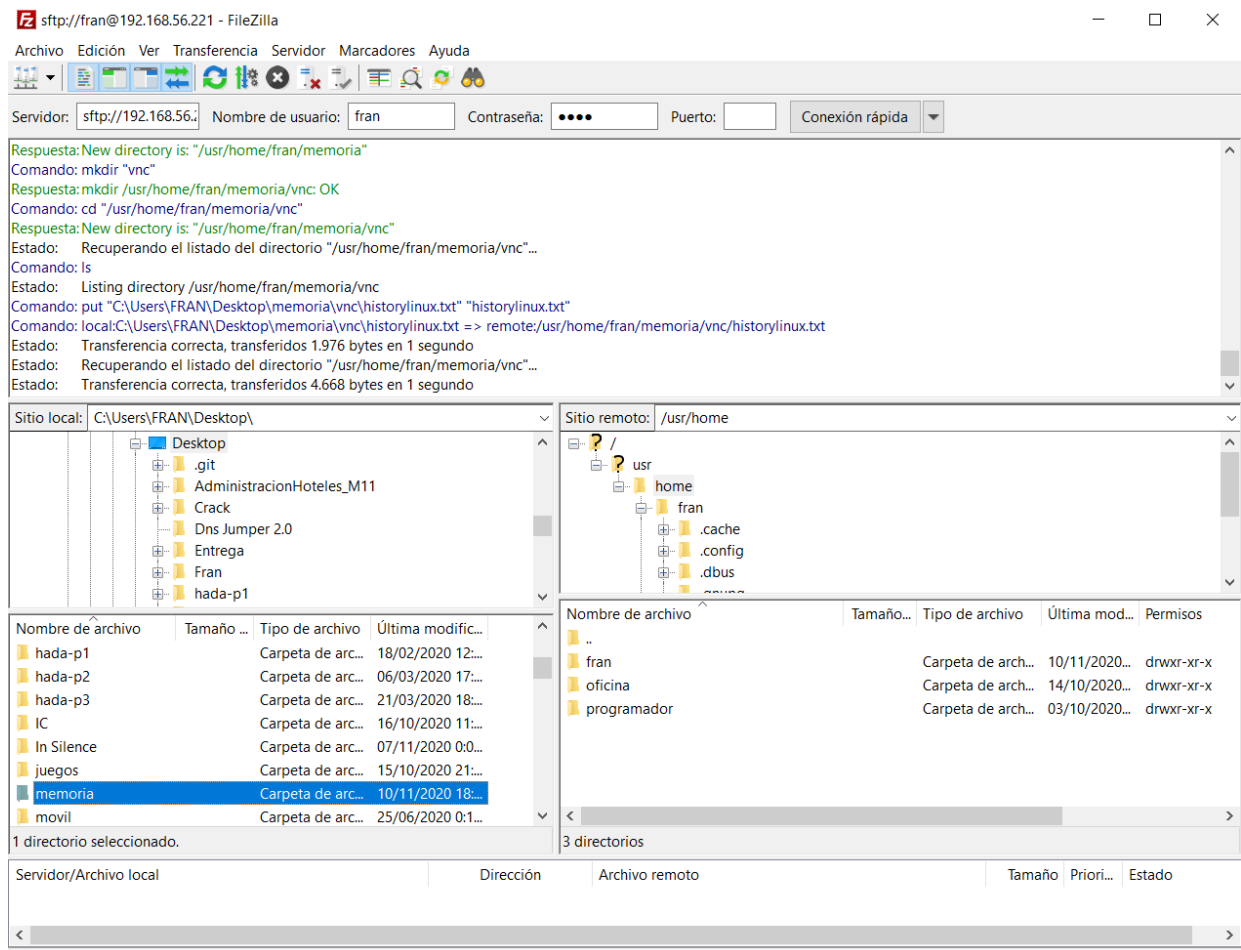 sftp://fran@192.168.56.221 - FileZilla
Archivo Edición Ver Transferencia Servidor Marcadores Ayuda
Servidor: sftp://192.168.56.2 Nombre de usuario: fran Contraseña: ●●●● Puerto: Conexión rápida
Respuesta: New directory is: "/usr/home/fran/memoria"
Comando: mkdir "vnc"
Respuesta: mkdir /usr/home/fran/memoria/vnc: OK
Comando: cd "/usr/home/fran/memoria/vnc"
Respuesta: New directory is: "/usr/home/fran/memoria/vnc"
Estado: Recuperando el listado del directorio "/usr/home/fran/memoria/vnc"...
Comando: ls
Estado: Listing directory /usr/home/fran/memoria/vnc
Comando: put "C:\Users\FRAN\Desktop\memoria\vnc\historylinux.txt" "historylinux.txt"
Comando: local:C:\Users\FRAN\Desktop\memoria\vnc\historylinux.txt => remote:/usr/home/fran/memoria/vnc/historylinux.txt
Estado: Transferencia correcta, transferidos 1.976 bytes en 1 segundo
Estado: Recuperando el listado del directorio "/usr/home/fran/memoria/vnc"...
Estado: Transferencia correcta, transferidos 4.668 bytes en 1 segundo
Sitio local: C:\Users\FRAN\Desktop\
Desktop
.git
AdministracionHoteles_M11
Crack
Dns Jumper 2.0
Entrega
Fran
hada-p1
Nombre de archivo Tamaño ... Tipo de archivo Última modific...
hada-p1 Carpeta de arc... 18/02/2020 12:...
hada-p2 Carpeta de arc... 06/03/2020 17:...
hada-p3 Carpeta de arc... 21/03/2020 18:...
IC Carpeta de arc... 16/10/2020 11:...
In Silence Carpeta de arc... 07/11/2020 0:0...
juegos Carpeta de arc... 15/10/2020 21:...
memoria Carpeta de arc... 10/11/2020 18:...
movil Carpeta de arc... 25/06/2020 0:1...
1 directorio seleccionado.
Sitio remoto: /usr/home
/
usr
home
fran
.cache
.config
.dbus
.gnupg
Nombre de archivo Tamaño... Tipo de archivo Última mod... Permisos
..
fran Carpeta de arch... 10/11/2020... drwxr-xr-x
oficina Carpeta de arch... 14/10/2020... drwxr-xr-x
programador Carpeta de arch... 03/10/2020... drwxr-xr-x
3 directorios
Servidor/Archivo local Dirección Archivo remoto Tamaño Priori... Estado